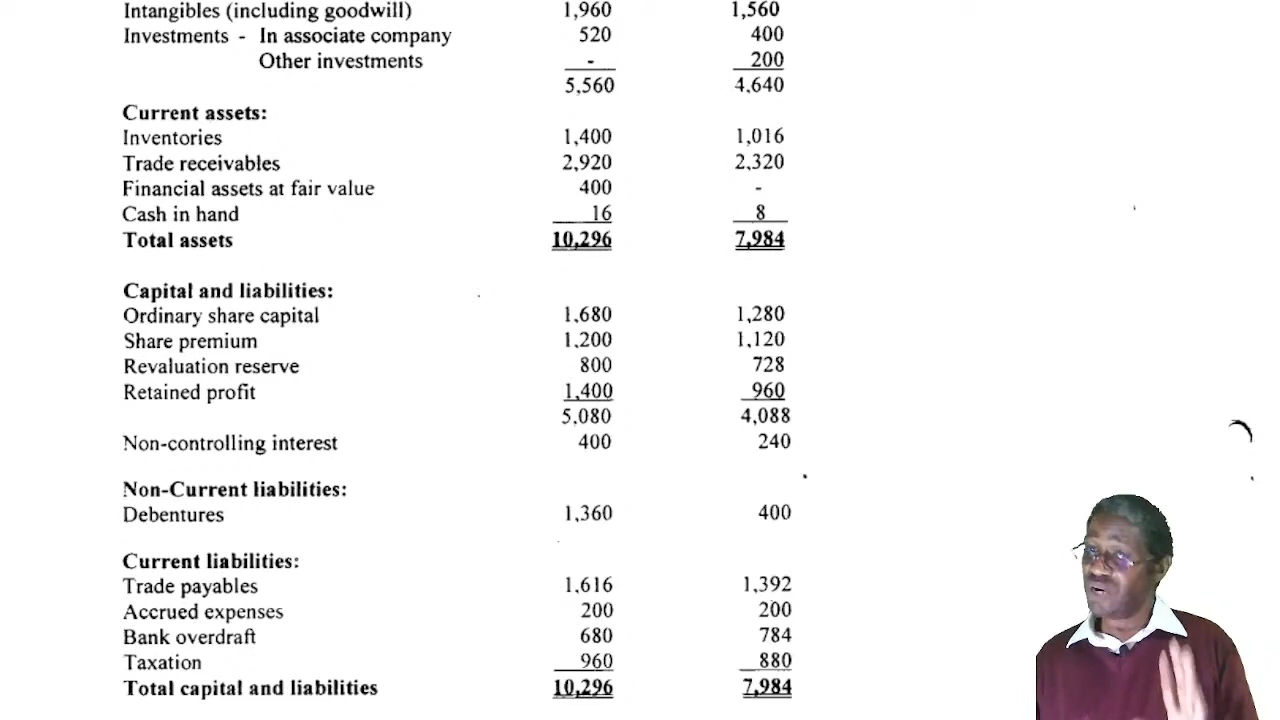 Intangibles (including goodwill) 1,960 1,560
Investments - In associate company 520 400
Other investments - 200
5,560 4,640
Current assets:
Inventories 1,400 1,016
Trade receivables 2,920 2,320
Financial assets at fair value 400 -
Cash in hand 16 8
Total assets 10,296 7,984
Capital and liabilities:
Ordinary share capital 1,680 1,280
Share premium 1,200 1,120
Revaluation reserve 800 728
Retained profit 1,400 960
5,080 4,088
Non-controlling interest 400 240
Non-Current liabilities:
Debentures 1,360 400
Current liabilities:
Trade payables 1,616 1,392
Accrued expenses 200 200
Bank overdraft 680 784
Taxation 960 880
Total capital and liabilities 10,296 7,984